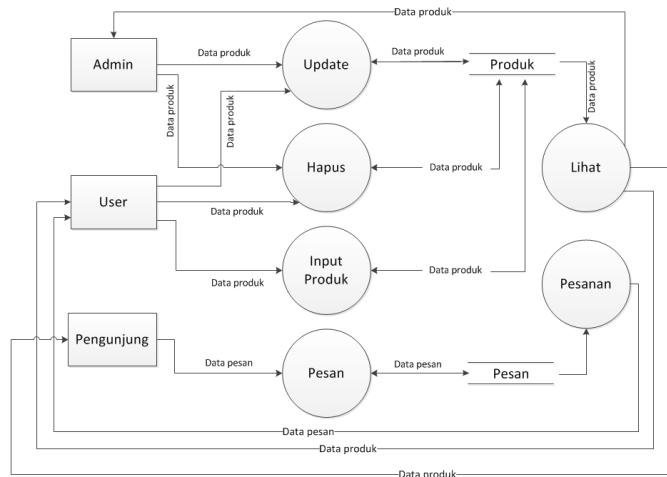 Data produk
Admin
Data produk
Update
Data produk
Produk
Data produk
Data produk
Data produk
Hapus
Data produk
Lihat
User
Data produk
Input
Produk
Data produk
Data produk
Pesanan
Pengunjung
Data pesan
Pesan
Data pesan
Pesan
Data pesan
Data produk
Data produk